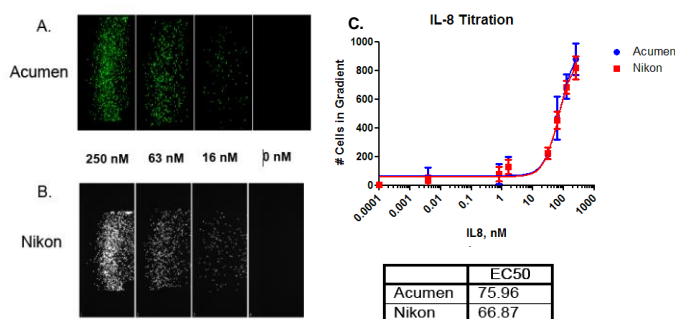 A.
Acumen
250 nM 63 nM 16 nM 0 nM
B.
Nikon
C.
IL-8 Titration
Acumen
Nikon
# Cells in Gradient
1000
800
600
400
200
0
0.0001 0.001 0.01 0.1 1 10 100 1000
IL8, nM
EC50
Acumen 75.96
Nikon 66.87